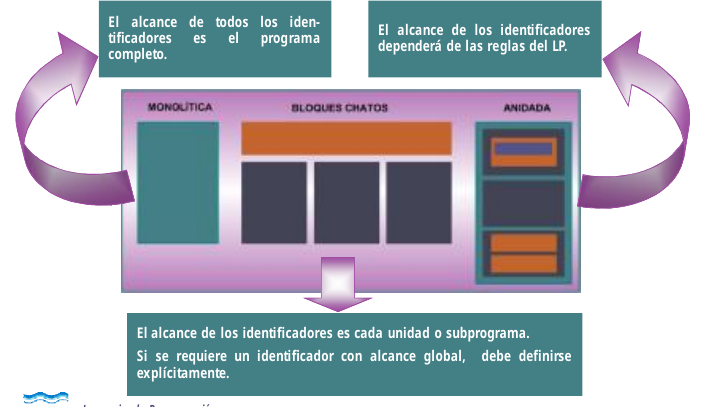 El alcance de todos los iden-
tificadores es el programa
completo.
El alcance de los identificadores
dependerá de las reglas del LP.
MONOLÍTICA
BLOQUES CHATOS
ANIDADA
El alcance de los identificadores es cada unidad o subprograma.
Si se requiere un identificador con alcance global, debe definirse
explícitamente.